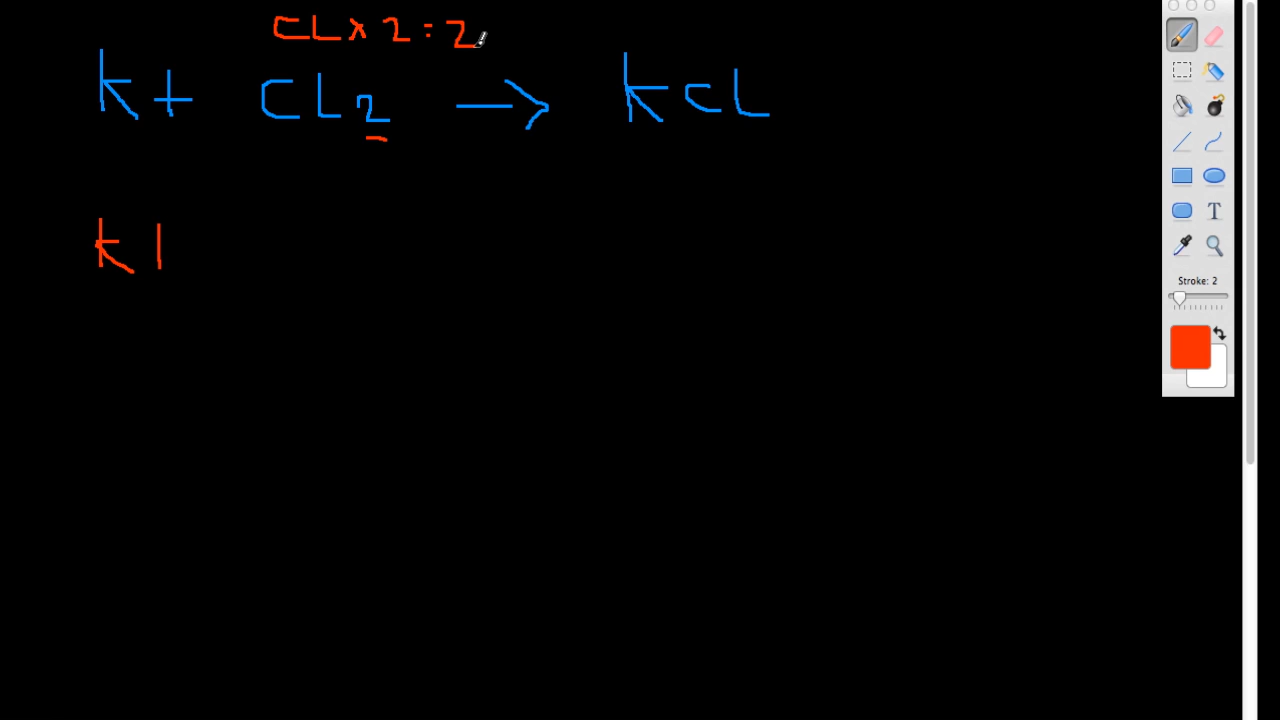 CL x 2 = 2
K + CL2 → KCL
K 1
Stroke: 2
T